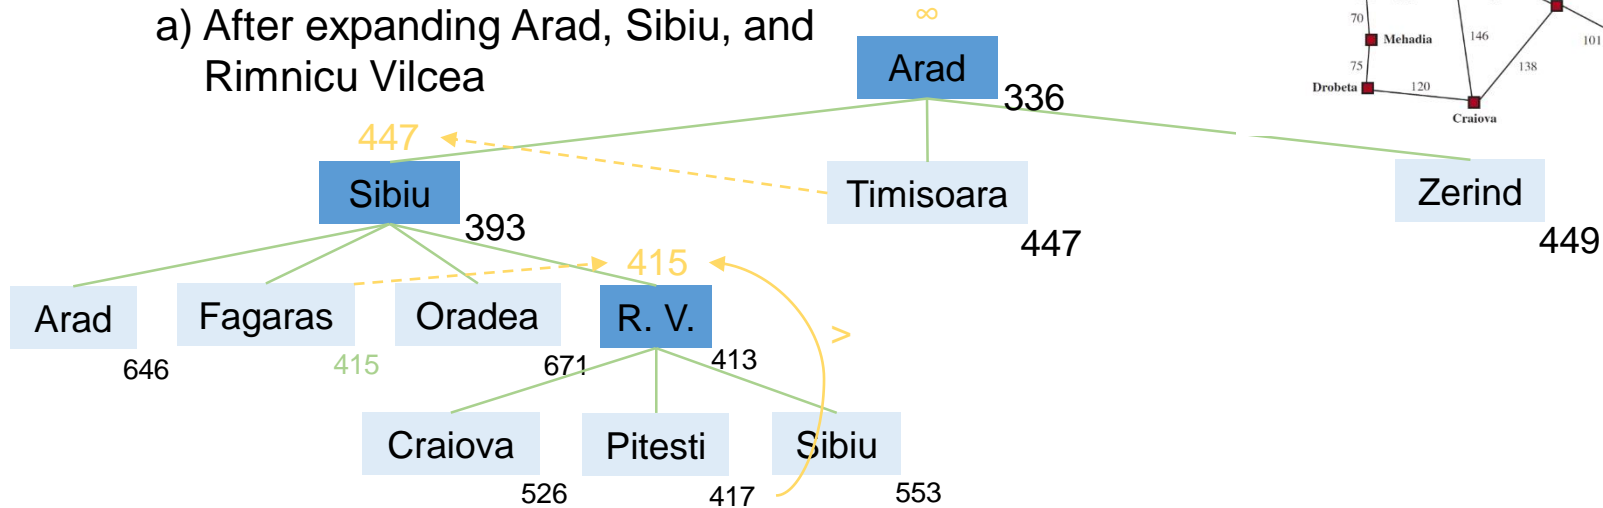 a) After expanding Arad, Sibiu, and
Rimnicu Vilcea
∞
Arad
336
70
Mehadia
146
101
75
138
Drobeta
120
Craiova
447
Sibiu
393
Timisoara
447
Zerind
449
415
Arad
646
Fagaras
415
Oradea
671
R. V.
413
>
Craiova
526
Pitesti
417
Sibiu
553